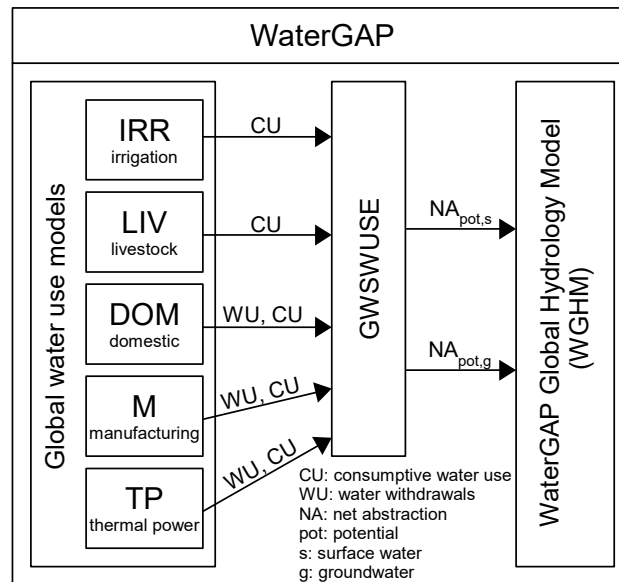 WaterGAP
Global water use models
IRR
irrigation
CU
LIV
livestock
CU
DOM
domestic
WU, CU
M
manufacturing
WU, CU
TP
thermal power
WU, CU
GWSWUSE
NApot,s
NApot,g
WaterGAP Global Hydrology Model
(WGHM)
CU: consumptive water use
WU: water withdrawals
NA: net abstraction
pot: potential
s: surface water
g: groundwater